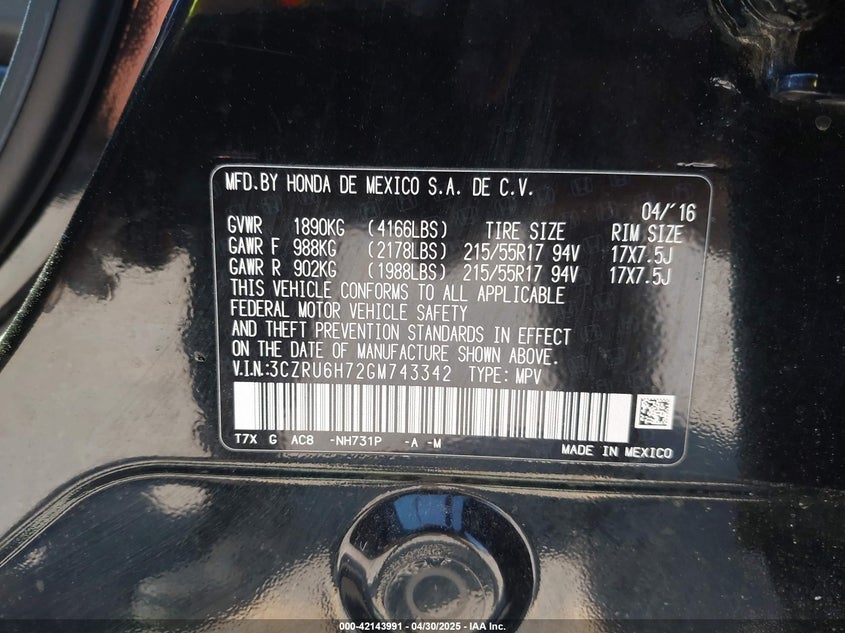 MFD.BY HONDA DE MEXICO S.A. DE C.V.
04/'16
GVWR 1890KG (4166LBS) TIRE SIZE RIM SIZE
GAWR F 988KG (2178LBS) 215/55R17 94V 17X7.5J
GAWR R 902KG (1988LBS) 215/55R17 94V 17X7.5J
THIS VEHICLE CONFORMS TO ALL APPLICABLE
FEDERAL MOTOR VEHICLE SAFETY
AND THEFT PREVENTION STANDARDS IN EFFECT
ON THE DATE OF MANUFACTURE SHOWN ABOVE.
V.I.N.:3CZRU6H72GM743342 TYPE: MPV
T7X G AC8 -NH731P -A -M
MADE IN MEXICO
000-42143991 - 04/30/2025 - IAA Inc.